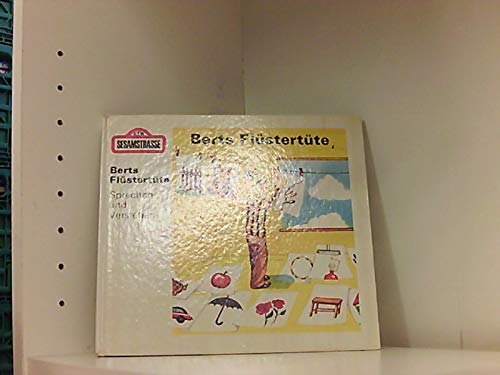 SESAMSTRASSE
Berts
Flüstertüte
Sprechen
und
Verstehen
Berts Flüstertüte